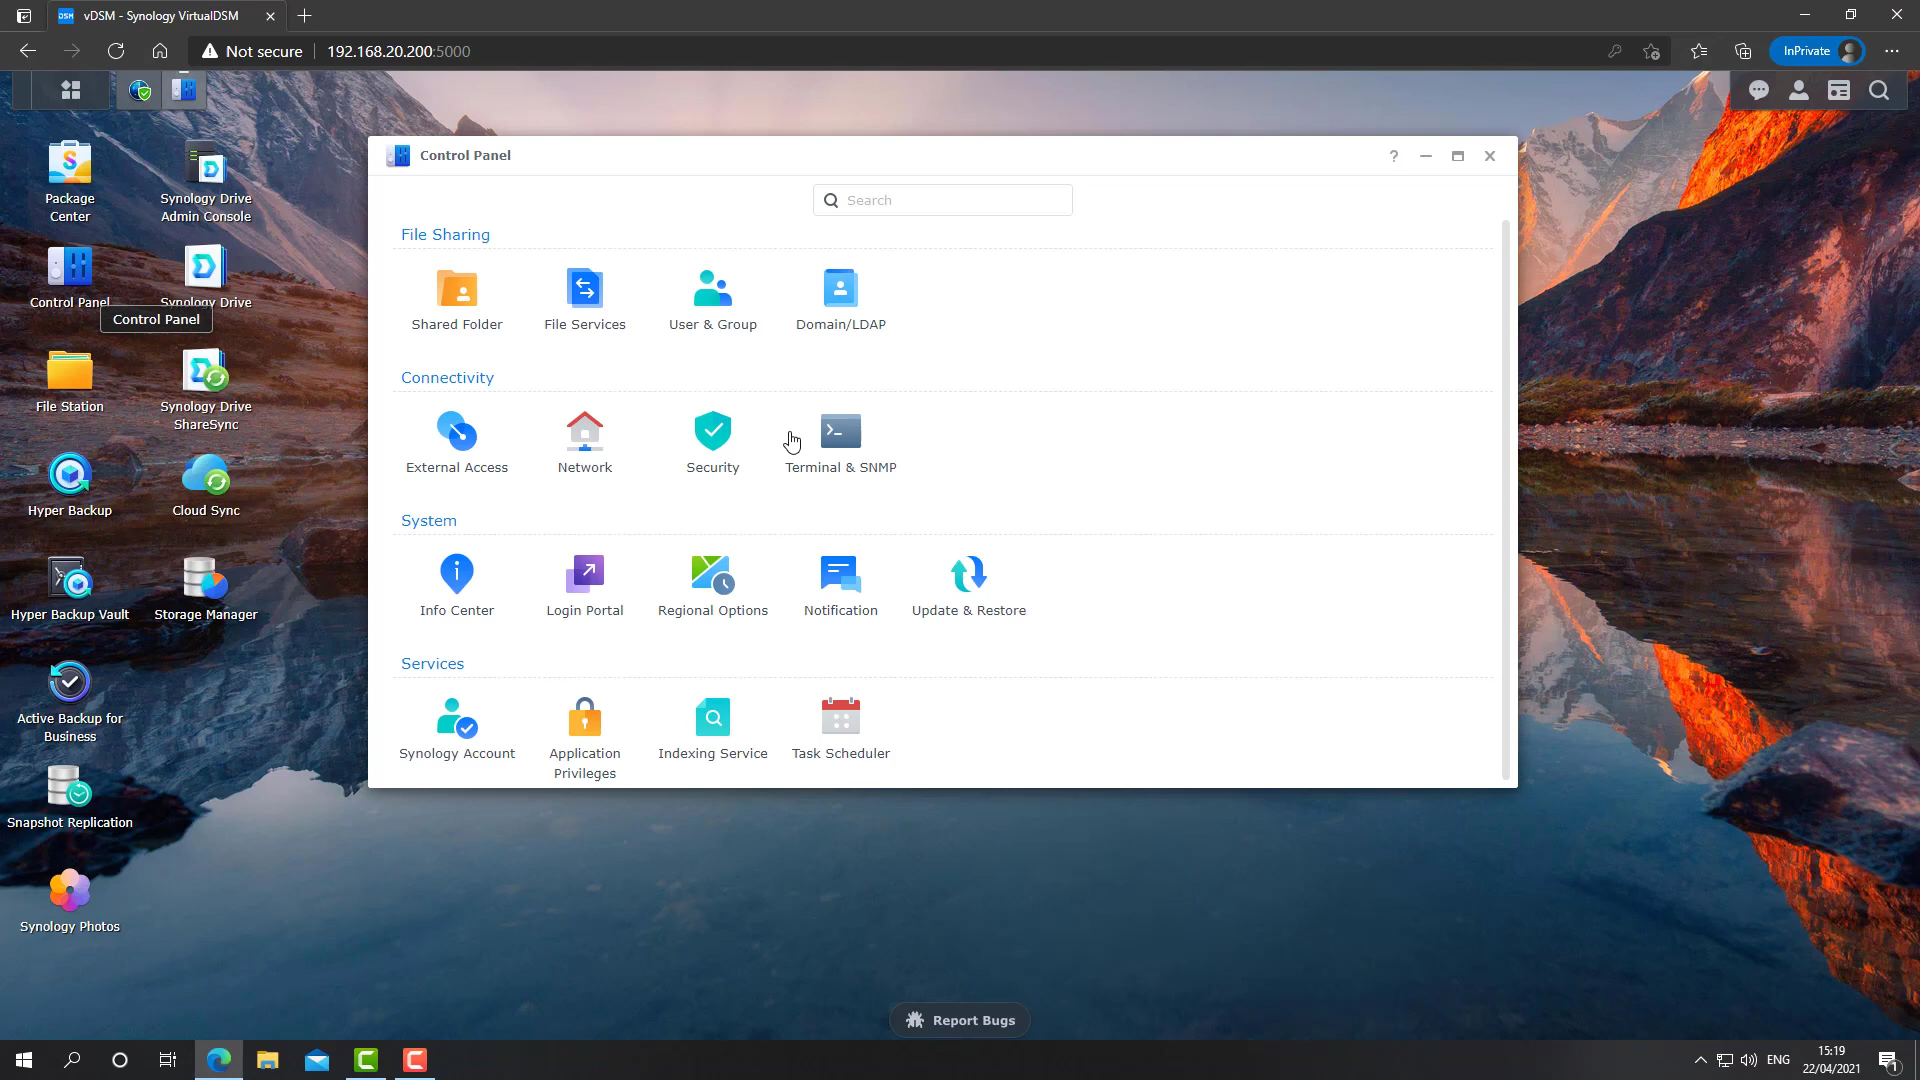 DSM vDSM - Synology VirtualDSM
Not secure
192.168.20.200:5000
InPrivate
Package
Center
Synology Drive
Admin Console
Control Panel
Synology Drive
Control Panel
File Station
Synology Drive
ShareSync
Hyper Backup
Cloud Sync
Hyper Backup Vault
Storage Manager
Active Backup for
Business
Snapshot Replication
Synology Photos
Control Panel
?
Search
File Sharing
Shared Folder
File Services
User & Group
Domain/LDAP
Connectivity
External Access
Network
Security
Terminal & SNMP
System
Info Center
Login Portal
Regional Options
Notification
Update & Restore
Services
Synology Account
Application
Privileges
Indexing Service
Task Scheduler
Report Bugs
ENG
15:19
22/04/2021
1